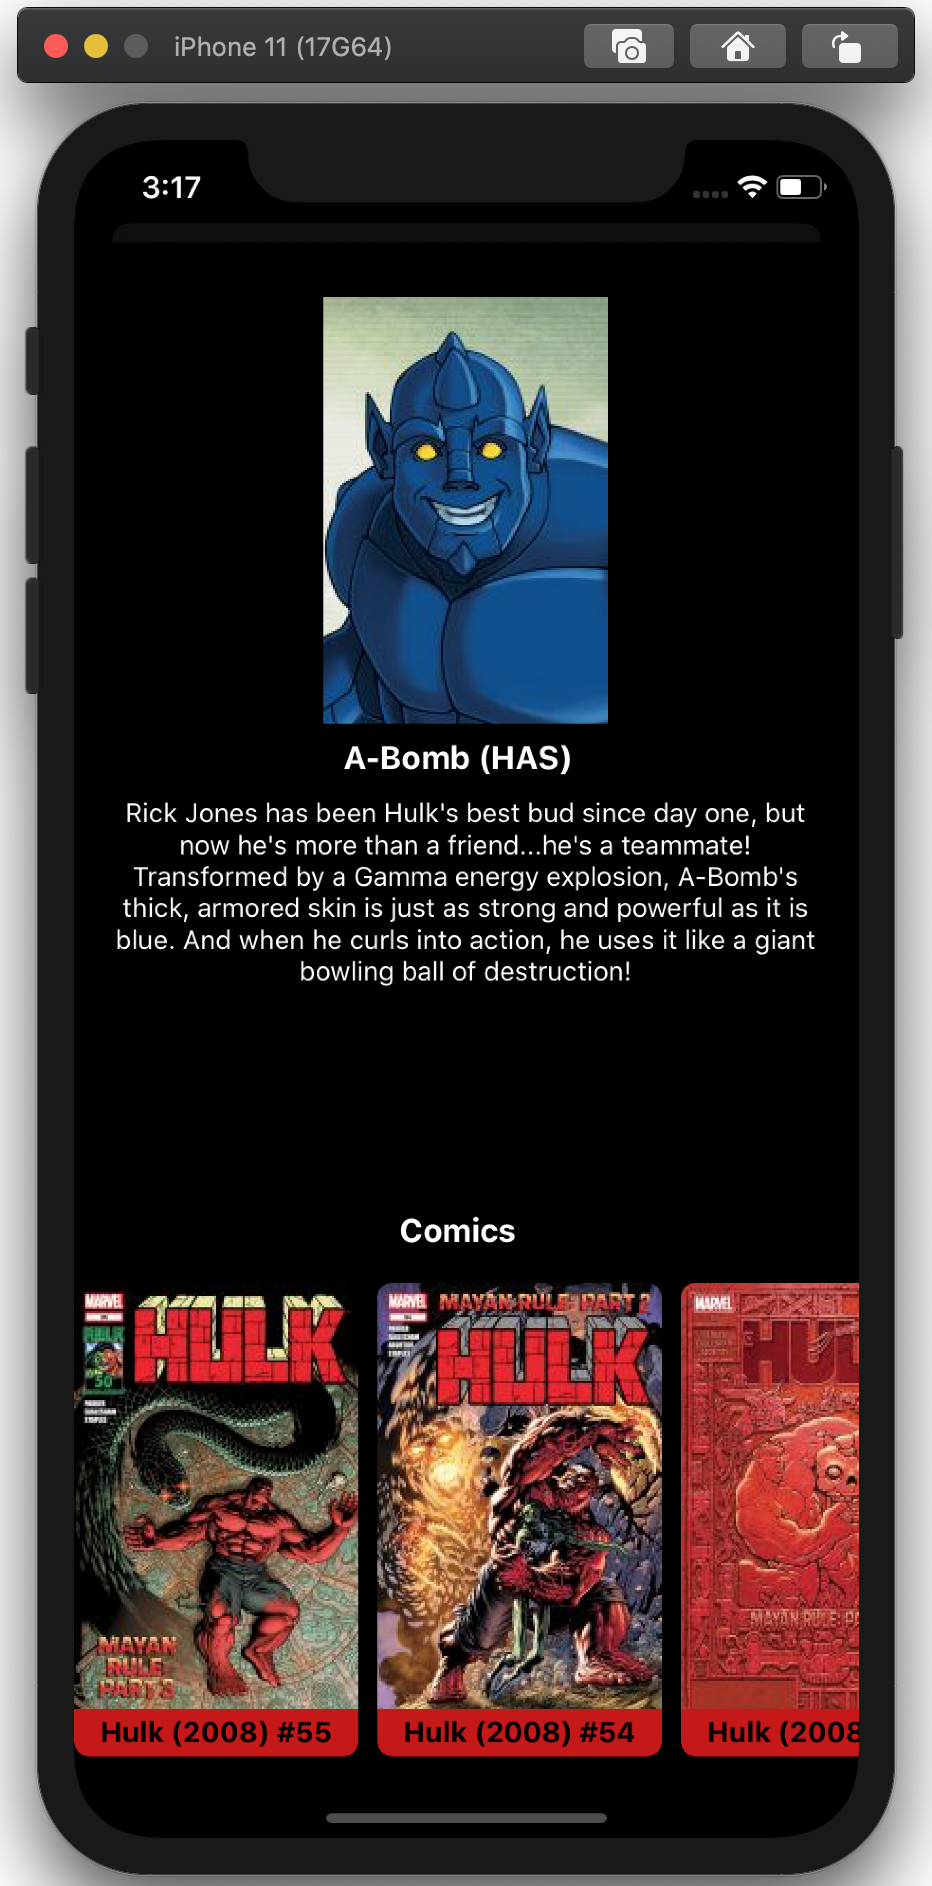 iPhone 11 (17G64)
3:17
A-Bomb (HAS)
Rick Jones has been Hulk's best bud since day one, but
now he's more than a friend...he's a teammate!
Transformed by a Gamma energy explosion, A-Bomb's
thick, armored skin is just as strong and powerful as it is
blue. And when he curls into action, he uses it like a giant
bowling ball of destruction!
Comics
MARVEL
HULK
50
MAYAN
RULE
PART 3
Hulk (2008) #55
MARVEL
MAYAN RULE: PART 2
HULK
Hulk (2008) #54
MARVEL
HUL
MAYAN RULE: PA
Hulk (2008